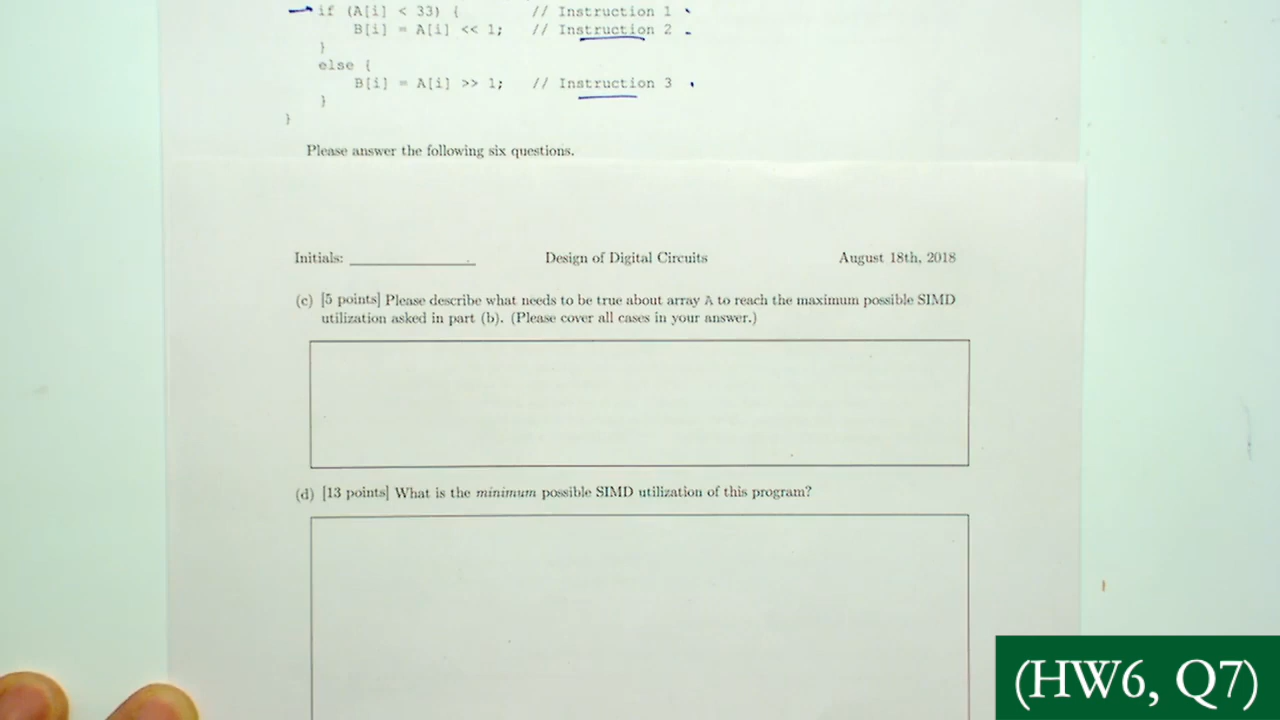 if (A[i] < 33) { // Instruction 1
B[i] = A[i] << 1; // Instruction 2
}
else {
B[i] = A[i] >> 1; // Instruction 3
}
}
Please answer the following six questions.
Initials: Design of Digital Circuits August 18th, 2018
(c) [5 points] Please describe what needs to be true about array A to reach the maximum possible SIMD
utilization asked in part (b). (Please cover all cases in your answer.)
(d) [13 points] What is the minimum possible SIMD utilization of this program?
(HW6, Q7)